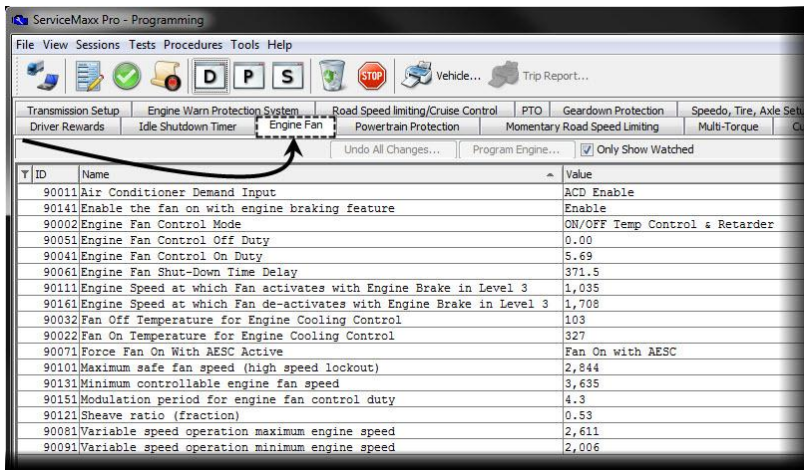 ServiceMaxx Pro - Programming
File View Sessions Tests Procedures Tools Help
D P S STOP Vehicle... Trip Report...
Transmission Setup Engine Warn Protection System Road Speed limiting/Cruise Control PTO Geardown Protection Speedo, Tire, Axle Setu
Driver Rewards Idle Shutdown Timer Engine Fan Powertrain Protection Momentary Road Speed Limiting Multi-Torque Cu
Undo All Changes... Program Engine... Only Show Watched
ID Name Value
90011 Air Conditioner Demand Input ACD Enable
90141 Enable the fan on with engine braking feature Enable
90002 Engine Fan Control Mode ON/OFF Temp Control & Retarder
90051 Engine Fan Control Off Duty 0.00
90041 Engine Fan Control On Duty 5.69
90061 Engine Fan Shut-Down Time Delay 371.5
90111 Engine Speed at which Fan activates with Engine Brake in Level 3 1,035
90161 Engine Speed at which Fan de-activates with Engine Brake in Level 3 1,708
90032 Fan Off Temperature for Engine Cooling Control 103
90022 Fan On Temperature for Engine Cooling Control 327
90071 Force Fan On With AESC Active Fan On with AESC
90101 Maximum safe fan speed (high speed lockout) 2,844
90131 Minimum controllable engine fan speed 3,635
90151 Modulation period for engine fan control duty 4.3
90121 Sheave ratio (fraction) 0.53
90081 Variable speed operation maximum engine speed 2,611
90091 Variable speed operation minimum engine speed 2,006